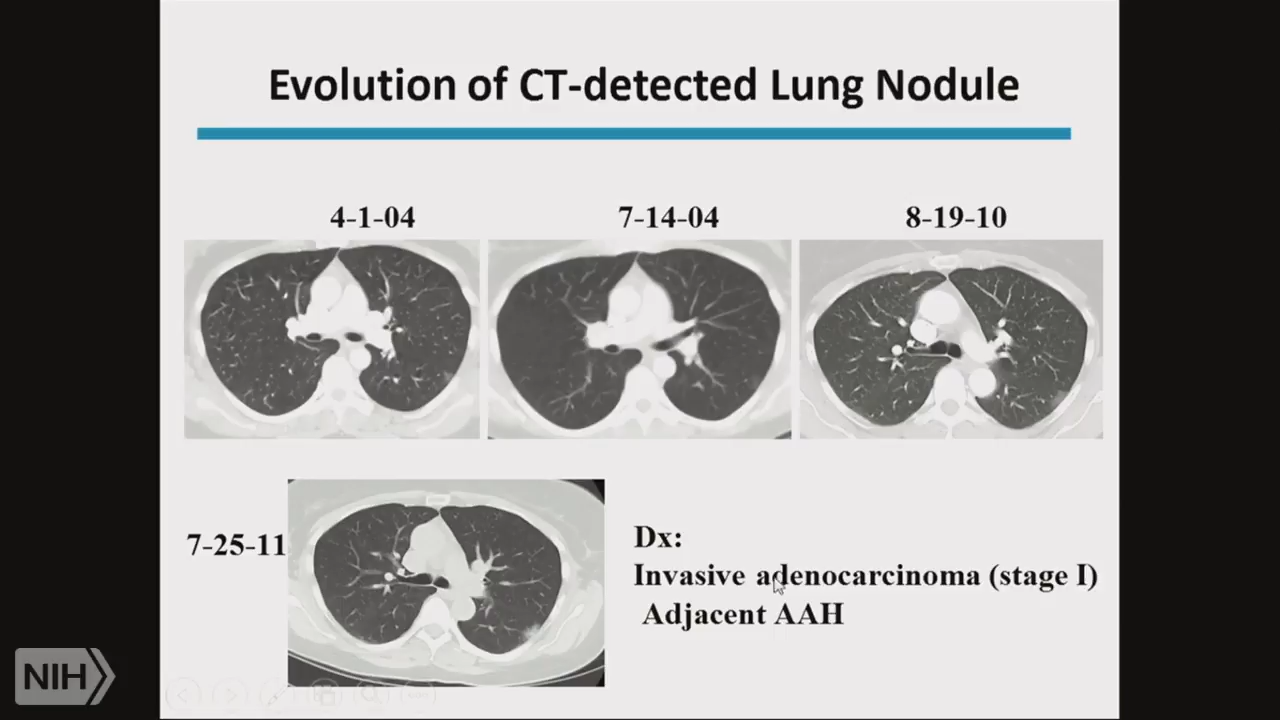 Evolution of CT-detected Lung Nodule
4-1-04
7-14-04
8-19-10
7-25-11
Dx:
Invasive adenocarcinoma (stage I)
Adjacent AAH
NIH